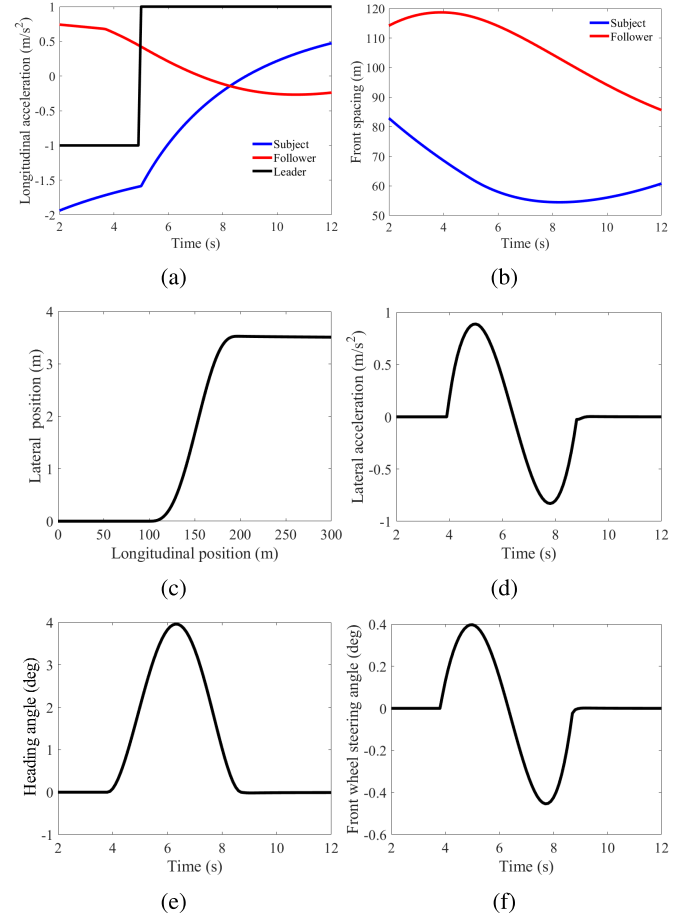 Longitudinal acceleration (m/s²)
1
0.5
0
-0.5
-1
-1.5
-2
Subject
Follower
Leader
2 4 6 8 10 12
Time (s)
(a)
Front spacing (m)
120
110
100
90
80
70
60
50
Subject
Follower
2 4 6 8 10 12
Time (s)
(b)
Lateral position (m)
4
3
2
1
0
0 50 100 150 200 250 300
Longitudinal position (m)
(c)
Lateral acceleration (m/s²)
1
0.5
0
-0.5
-1
2 4 6 8 10 12
Time (s)
(d)
Heading angle (deg)
4
3
2
1
0
-1
2 4 6 8 10 12
Time (s)
(e)
Front wheel steering angle (deg)
0.4
0.2
0
-0.2
-0.4
-0.6
2 4 6 8 10 12
Time (s)
(f)